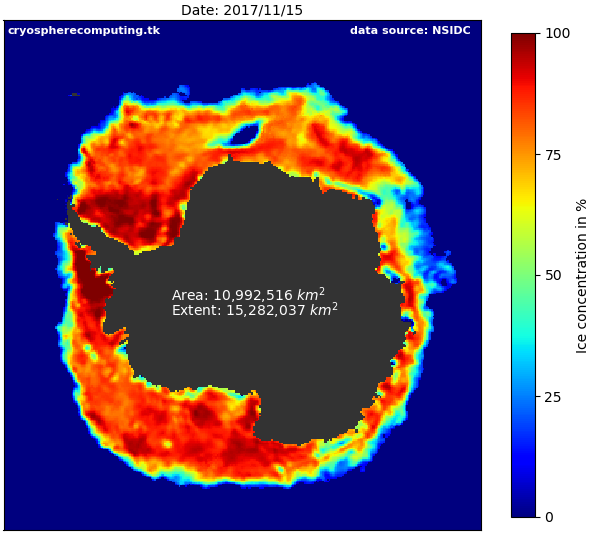 Date: 2017/11/15
cryospherecomputing.tk
data source: NSIDC
Area: 10,992,516 km²
Extent: 15,282,037 km²
100
75
50
25
0
Ice concentration in %